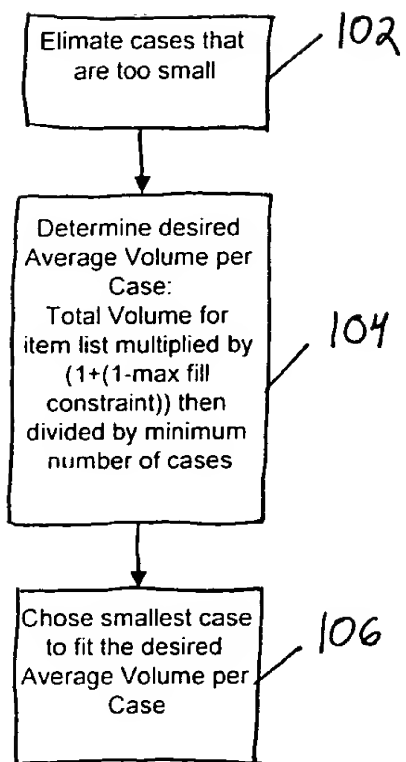 Elimate cases that
are too small
102
Determine desired
Average Volume per
Case:
Total Volume for
item list multiplied by
(1+(1-max fill
constraint)) then
divided by minimum
number of cases
104
Chose smallest case
to fit the desired
Average Volume per
Case
106